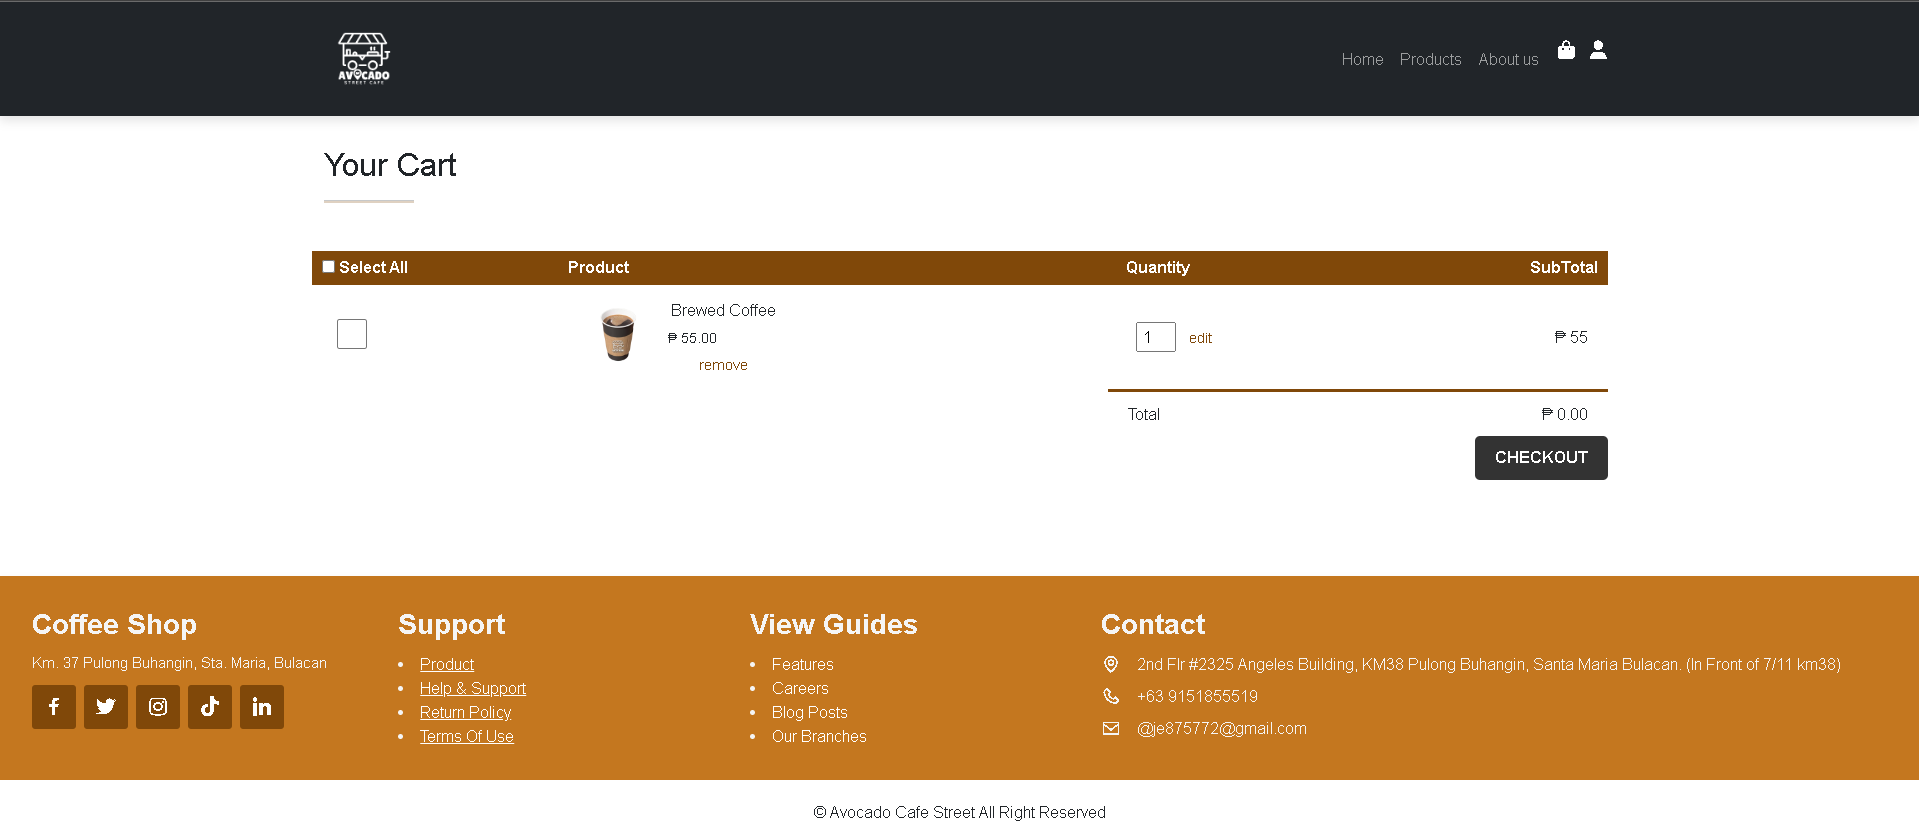 AVOCADO
STREET CAFE
Home Products About us
Your Cart
Select All Product Quantity SubTotal
Brewed Coffee
₱ 55.00
remove
1 edit ₱ 55
Total ₱ 0.00
CHECKOUT
Coffee Shop
Km. 37 Pulong Buhangin, Sta. Maria, Bulacan
Support
Product
Help & Support
Return Policy
Terms Of Use
View Guides
Features
Careers
Blog Posts
Our Branches
Contact
2nd Flr #2325 Angeles Building, KM38 Pulong Buhangin, Santa Maria Bulacan. (In Front of 7/11 km38)
+63 9151855519
@je875772@gmail.com
© Avocado Cafe Street All Right Reserved